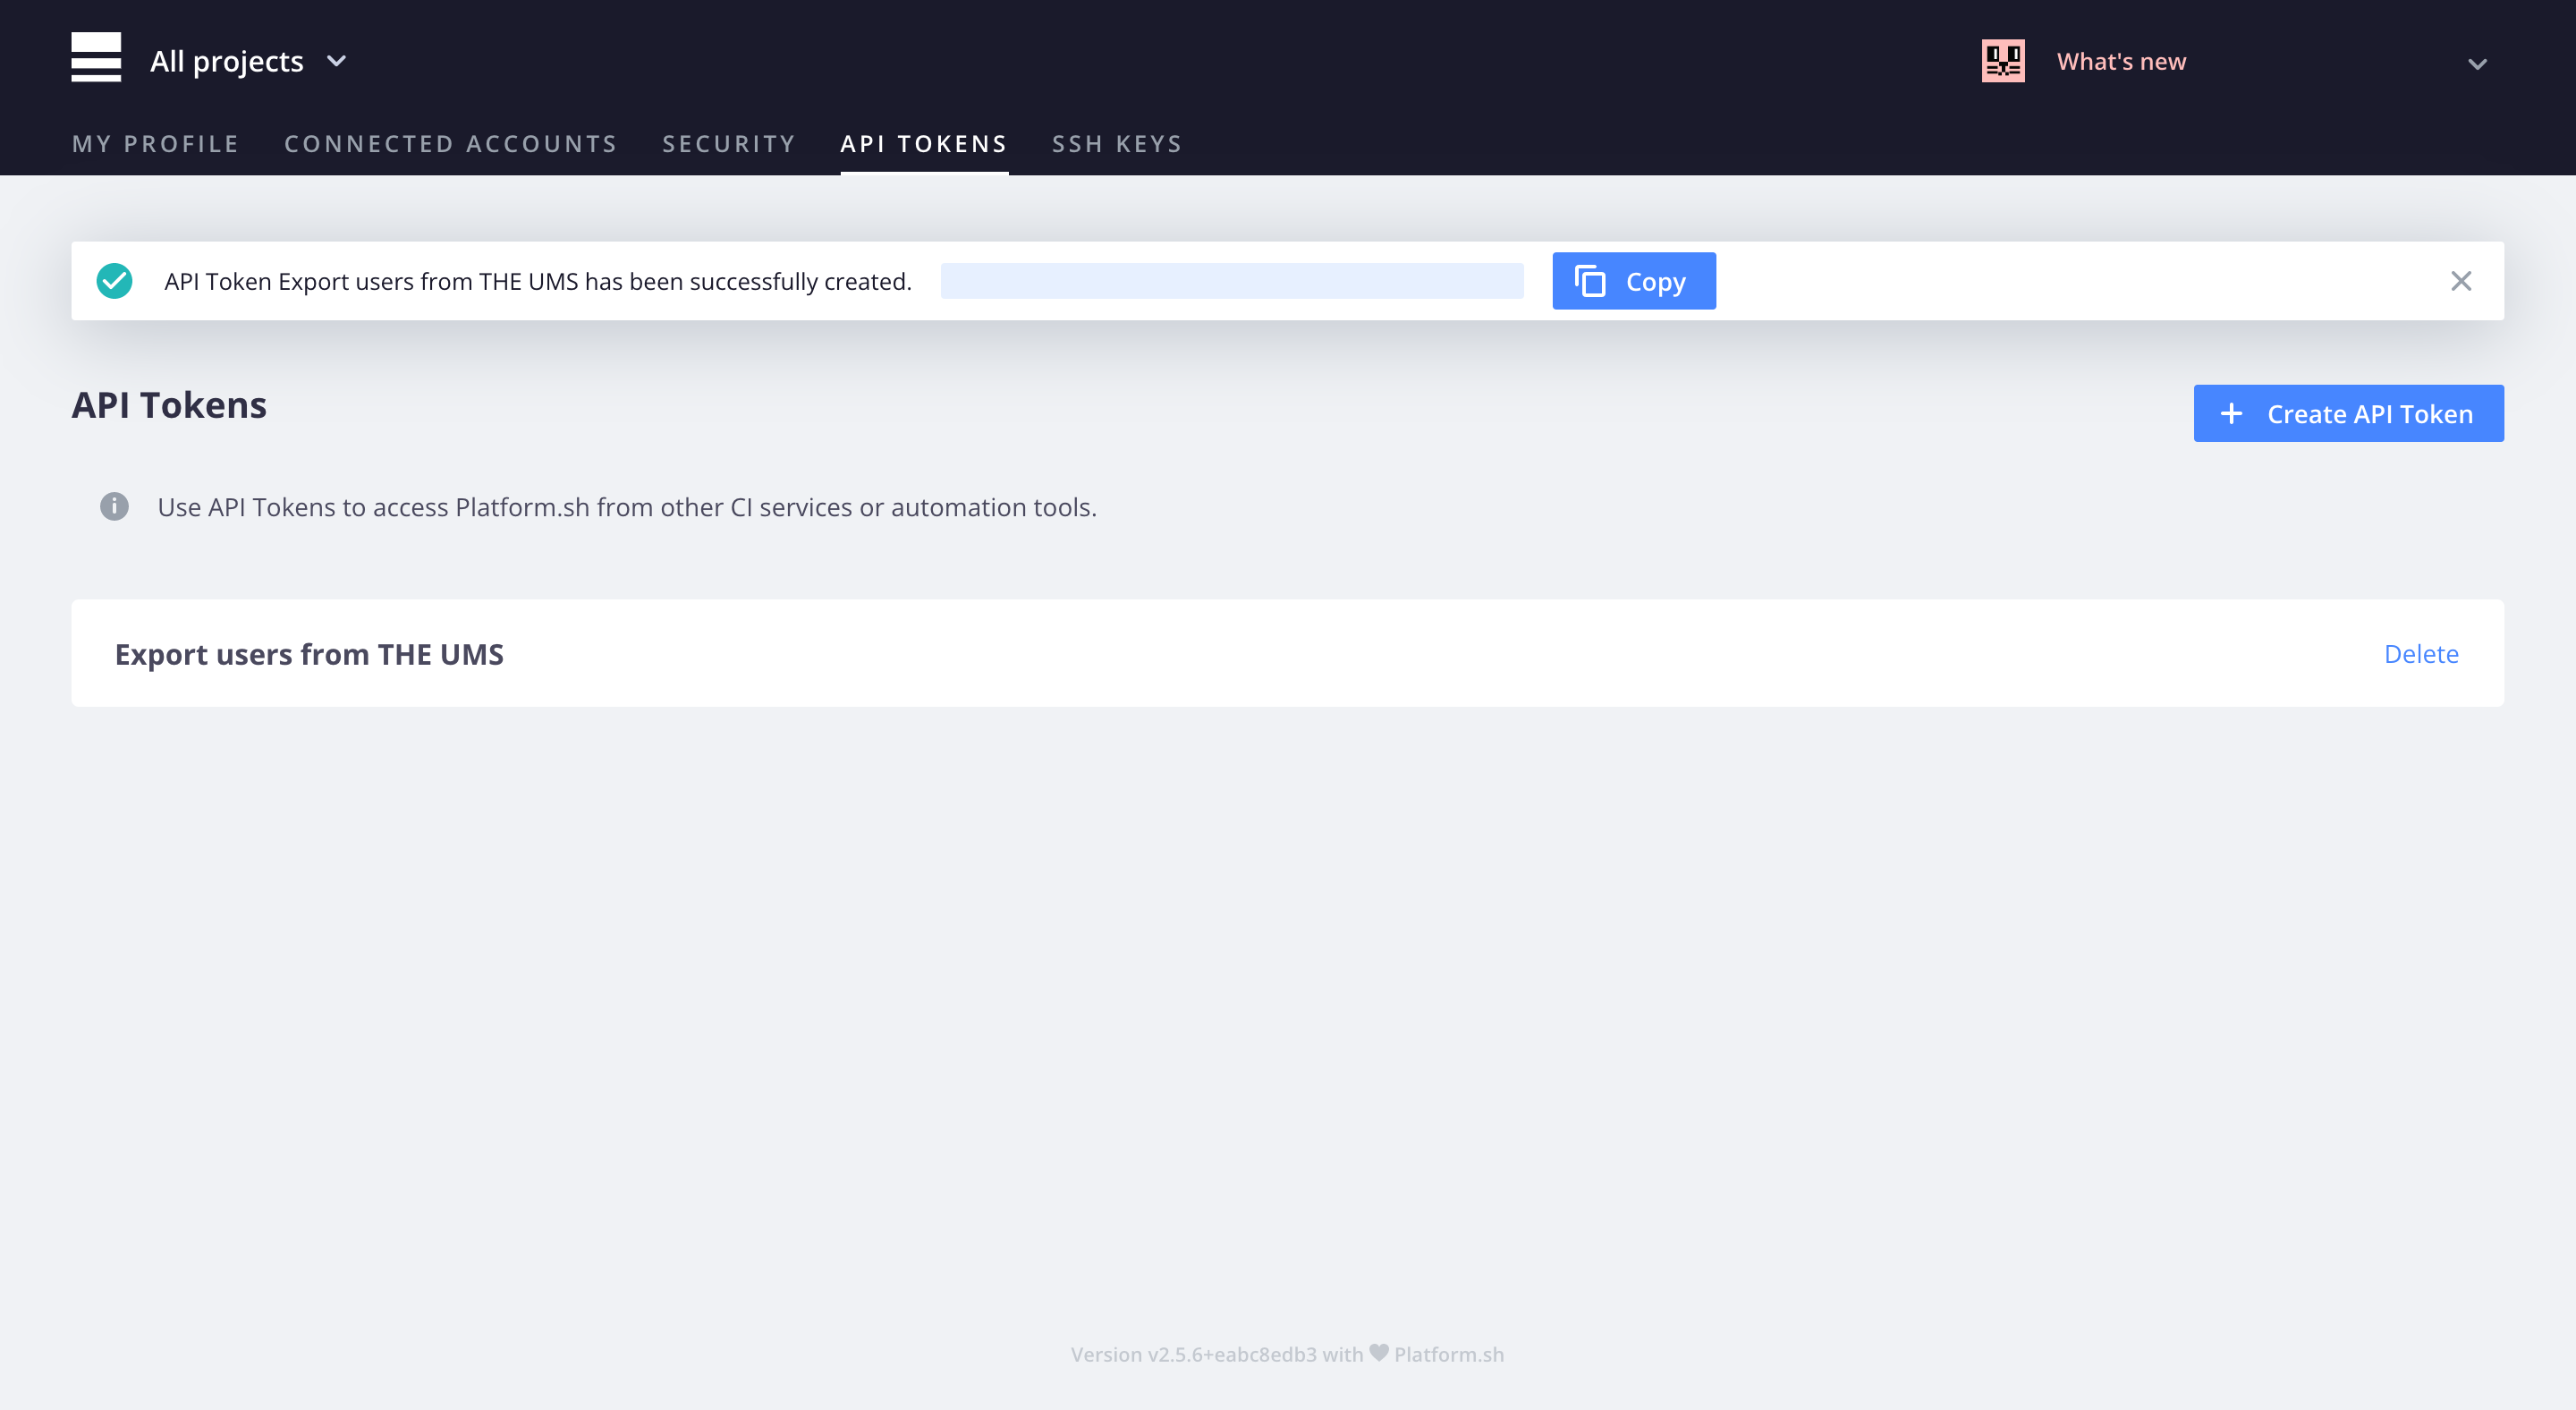 All projects
What's new
MY PROFILE CONNECTED ACCOUNTS SECURITY API TOKENS SSH KEYS
API Token Export users from THE UMS has been successfully created. Copy
API Tokens
Create API Token
Use API Tokens to access Platform.sh from other CI services or automation tools.
Export users from THE UMS
Delete
Version v2.5.6+eabc8edb3 with Platform.sh